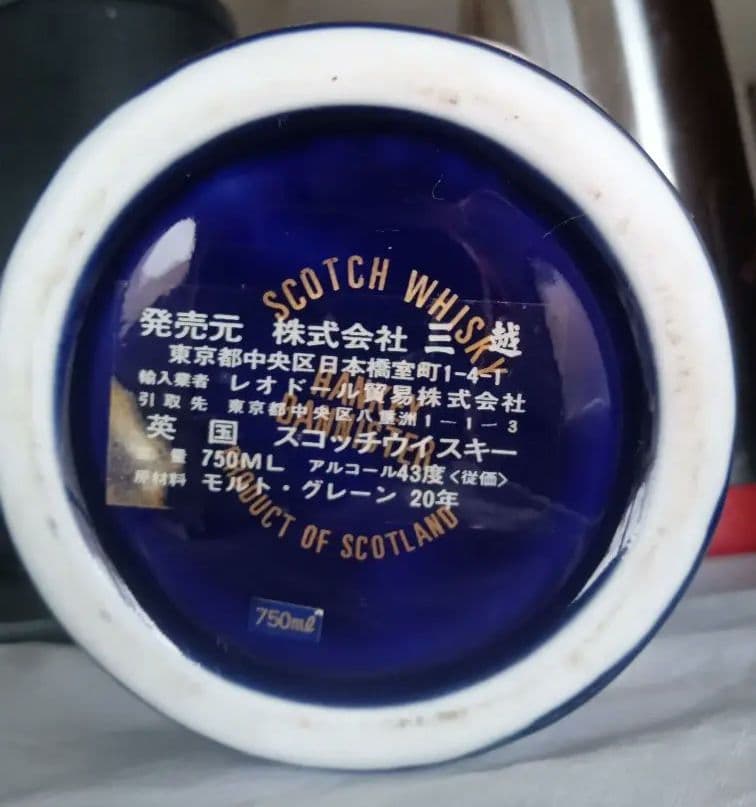 SCOTCH WHISKY
発売元 株式会社 三越
東京都中央区日本橋室町1-4-1
輸入業者 レオドール貿易株式会社
引取先 東京都中央区八重洲1-1-3
英国 スコッチウイスキー
量 750ML アルコール43度<従価>
原材料 モルト・グレーン 20年
BANNISTER
PRODUCT OF SCOTLAND
750ml